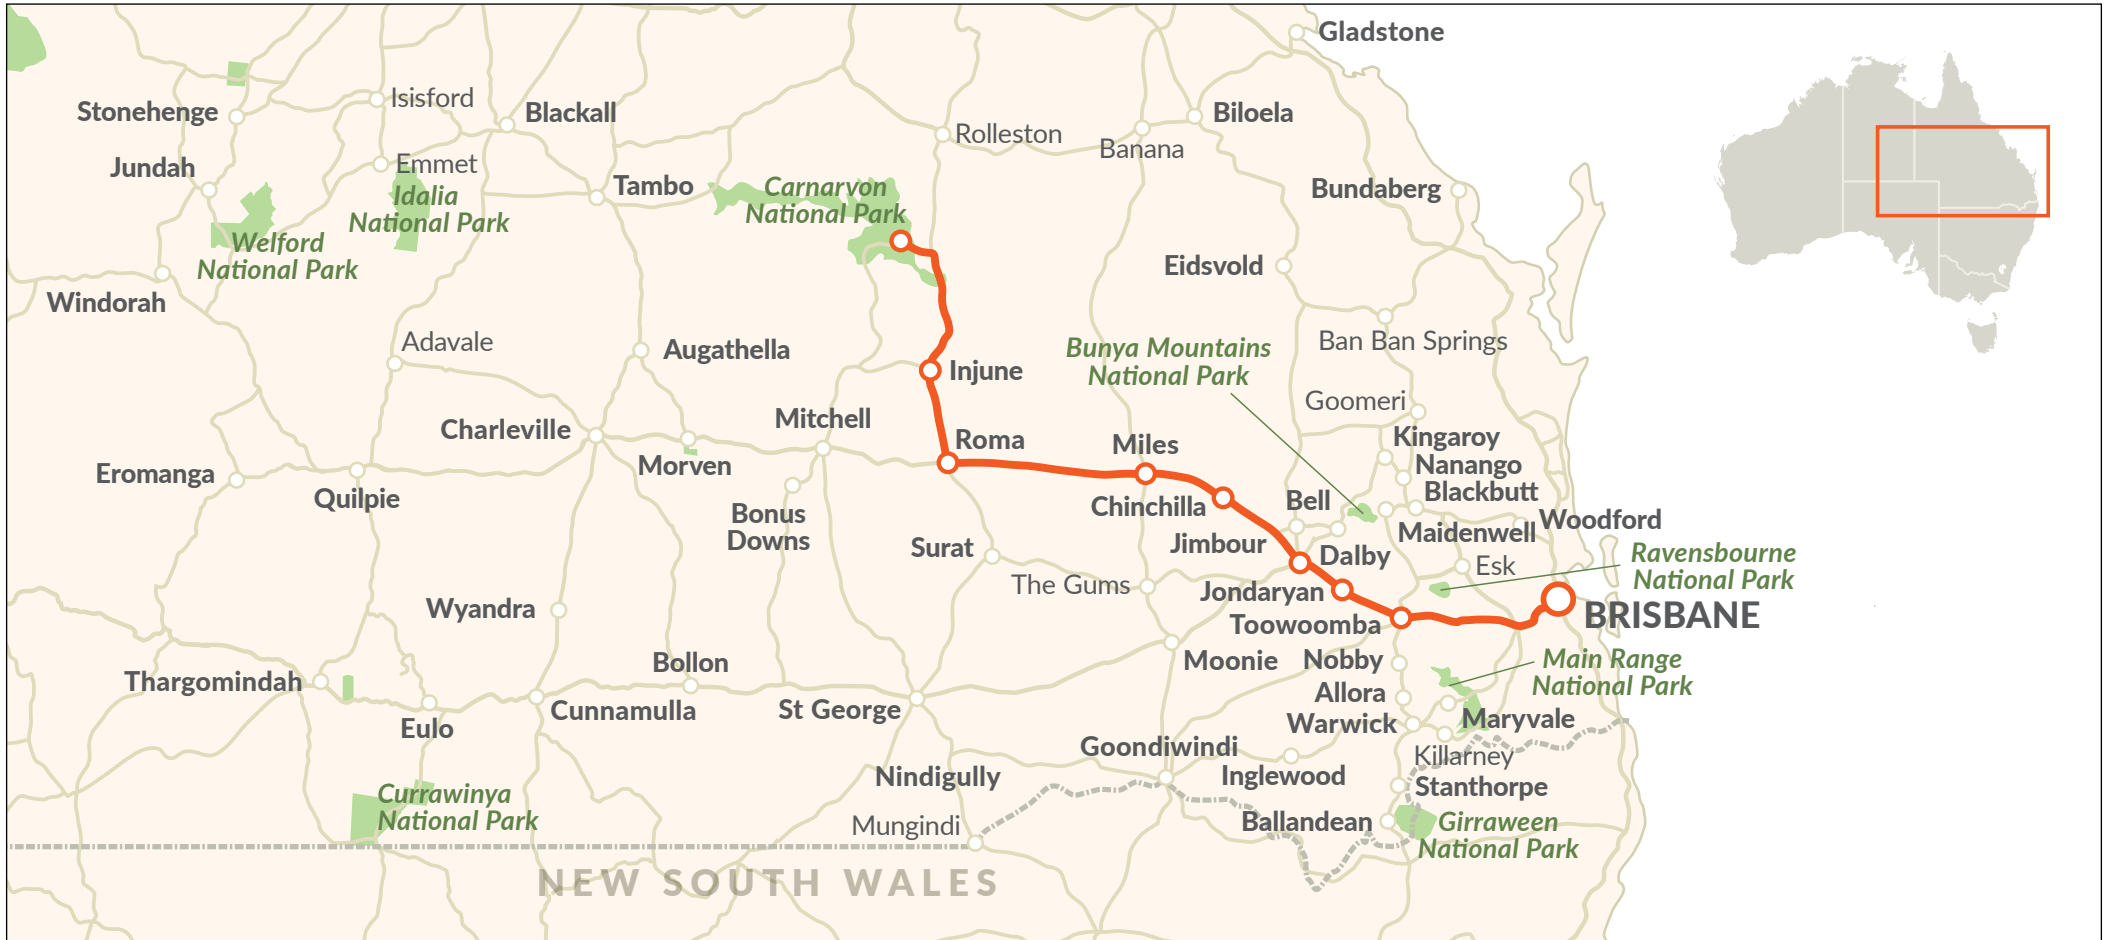 Gladstone
Stonehenge
Isisford
Blackall
Biloela
Rolleston
Banana
Jundah
Emmet
Idalia
National Park
Tambo
Carnarvon
National Park
Bundaberg
Welford
National Park
Eidsvold
Windorah
Adavale
Augathella
Ban Ban Springs
Bunya Mountains
National Park
Injune
Goomeri
Charleville
Mitchell
Roma
Miles
Kingaroy
Nanango
Blackbutt
Eromanga
Quilpie
Morven
Bonus
Downs
Chinchilla
Bell
Maidenwell
Woodford
Surat
Jimbour
Dalby
Esk
Ravensbourne
National Park
The Gums
Jondaryan
Wyandra
Toowoomba
BRISBANE
Thargomindah
Bollon
Moonie
Nobby
Main Range
National Park
Allora
Eulo
Cunnamulla
St George
Warwick
Maryvale
Goondiwindi
Killarney
Nindigully
Inglewood
Stanthorpe
Currawinya
National Park
Mungindi
Ballandean
Girraween
National Park
NEW SOUTH WALES